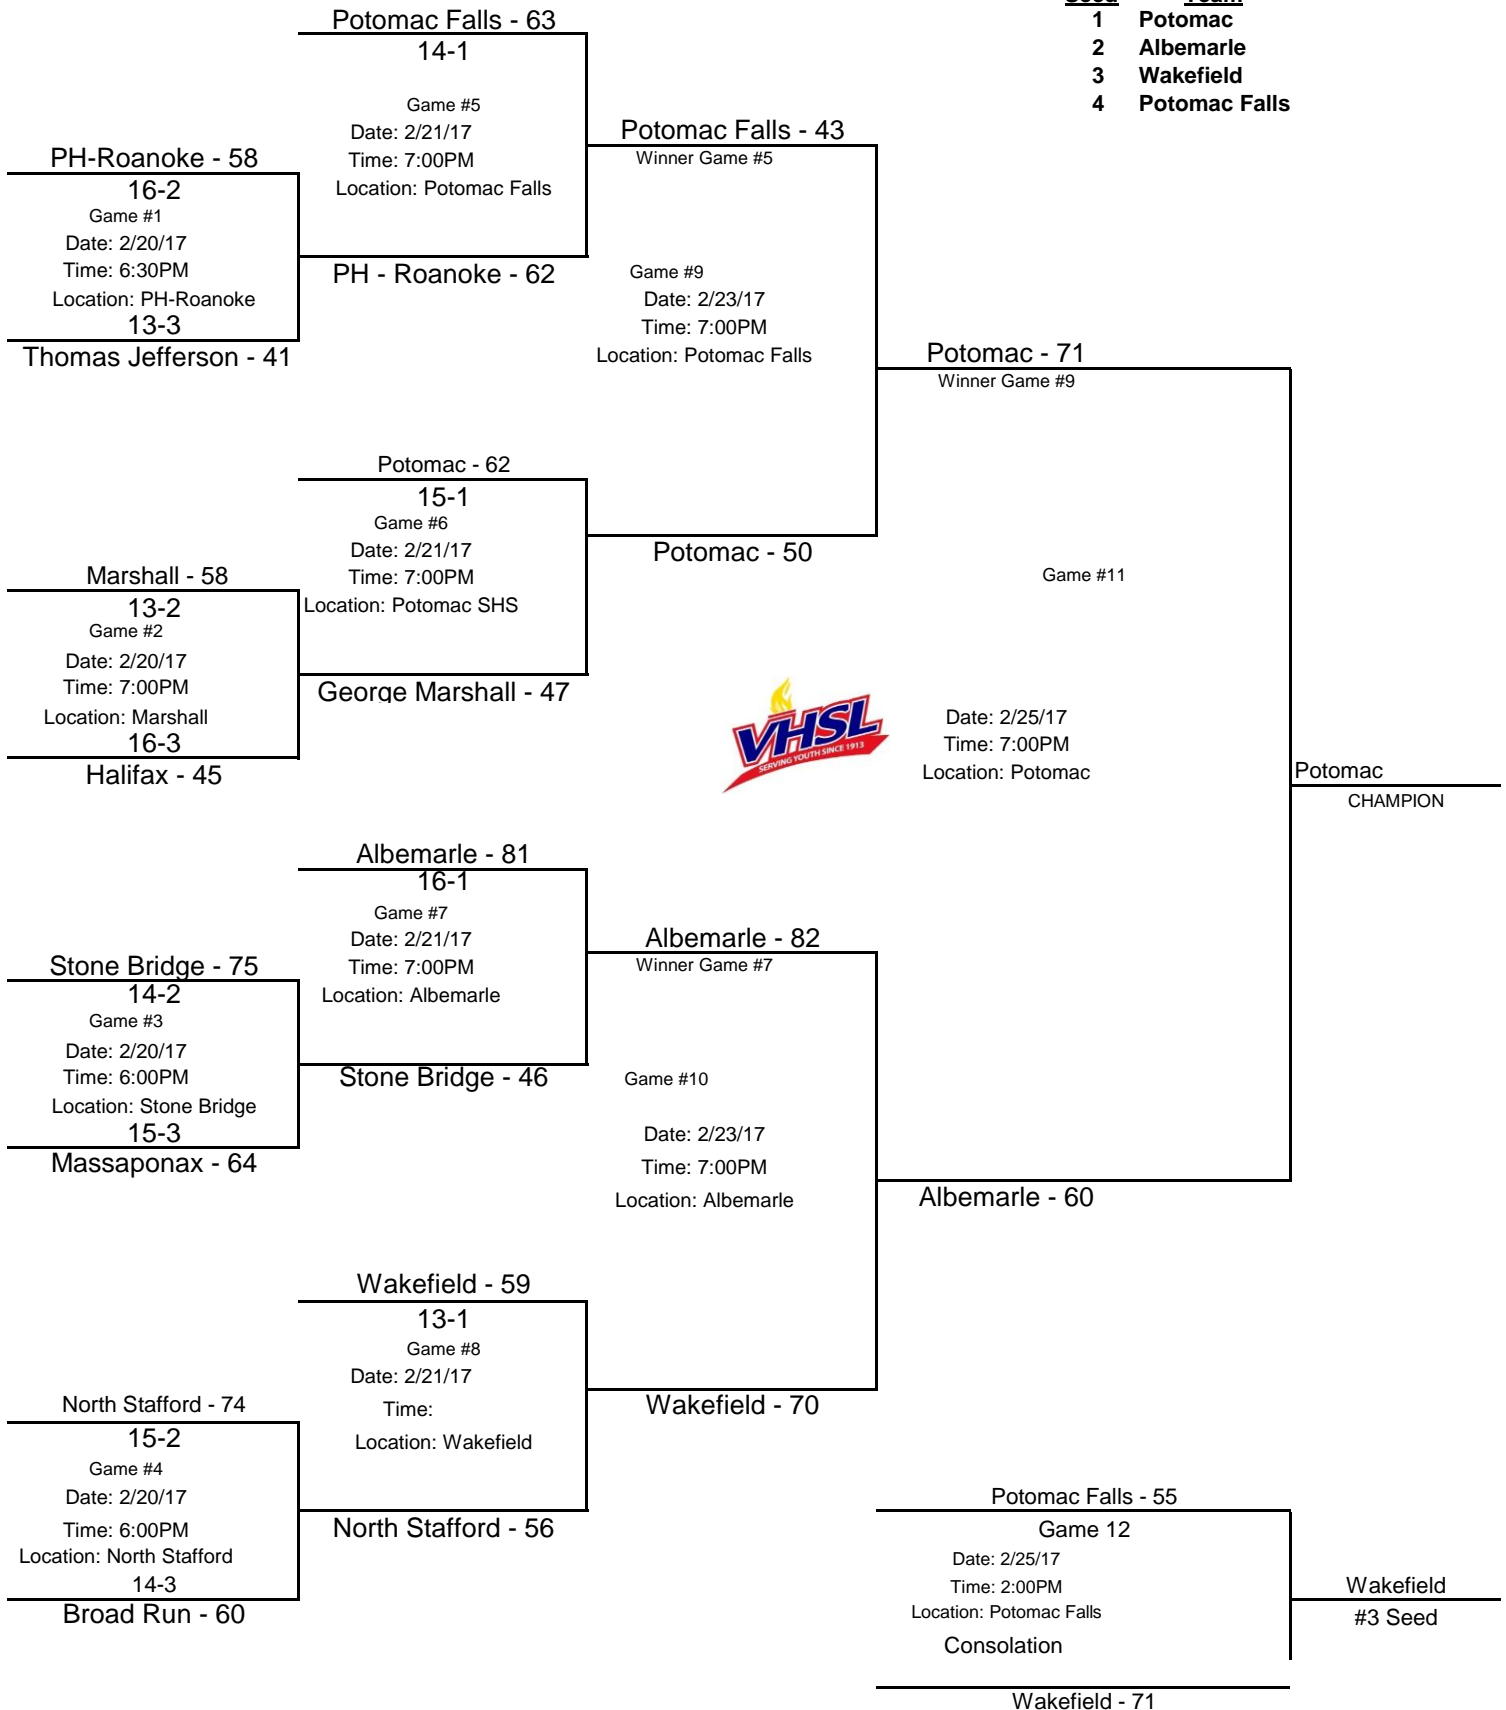 Seed Team
1 Potomac
2 Albemarle
3 Wakefield
4 Potomac Falls
Potomac Falls - 63
14-1
Game #5
Date: 2/21/17
Time: 7:00PM
Location: Potomac Falls
PH - Roanoke - 62
PH-Roanoke - 58
16-2
Game #1
Date: 2/20/17
Time: 6:30PM
Location: PH-Roanoke
13-3
Thomas Jefferson - 41
Potomac Falls - 43
Winner Game #5
Game #9
Date: 2/23/17
Time: 7:00PM
Location: Potomac Falls
Potomac - 50
Potomac - 62
15-1
Game #6
Date: 2/21/17
Time: 7:00PM
Location: Potomac SHS
George Marshall - 47
Marshall - 58
13-2
Game #2
Date: 2/20/17
Time: 7:00PM
Location: Marshall
16-3
Halifax - 45
Potomac - 71
Winner Game #9
Game #11
Date: 2/25/17
Time: 7:00PM
Location: Potomac
Albemarle - 60
Potomac
CHAMPION
VHSL
SERVING YOUTH SINCE 1913
Albemarle - 81
16-1
Game #7
Date: 2/21/17
Time: 7:00PM
Location: Albemarle
Stone Bridge - 46
Stone Bridge - 75
14-2
Game #3
Date: 2/20/17
Time: 6:00PM
Location: Stone Bridge
15-3
Massaponax - 64
Albemarle - 82
Winner Game #7
Game #10
Date: 2/23/17
Time: 7:00PM
Location: Albemarle
Wakefield - 70
Wakefield - 59
13-1
Game #8
Date: 2/21/17
Time:
Location: Wakefield
North Stafford - 56
North Stafford - 74
15-2
Game #4
Date: 2/20/17
Time: 6:00PM
Location: North Stafford
14-3
Broad Run - 60
Potomac Falls - 55
Game 12
Date: 2/25/17
Time: 2:00PM
Location: Potomac Falls
Consolation
Wakefield - 71
Wakefield
#3 Seed